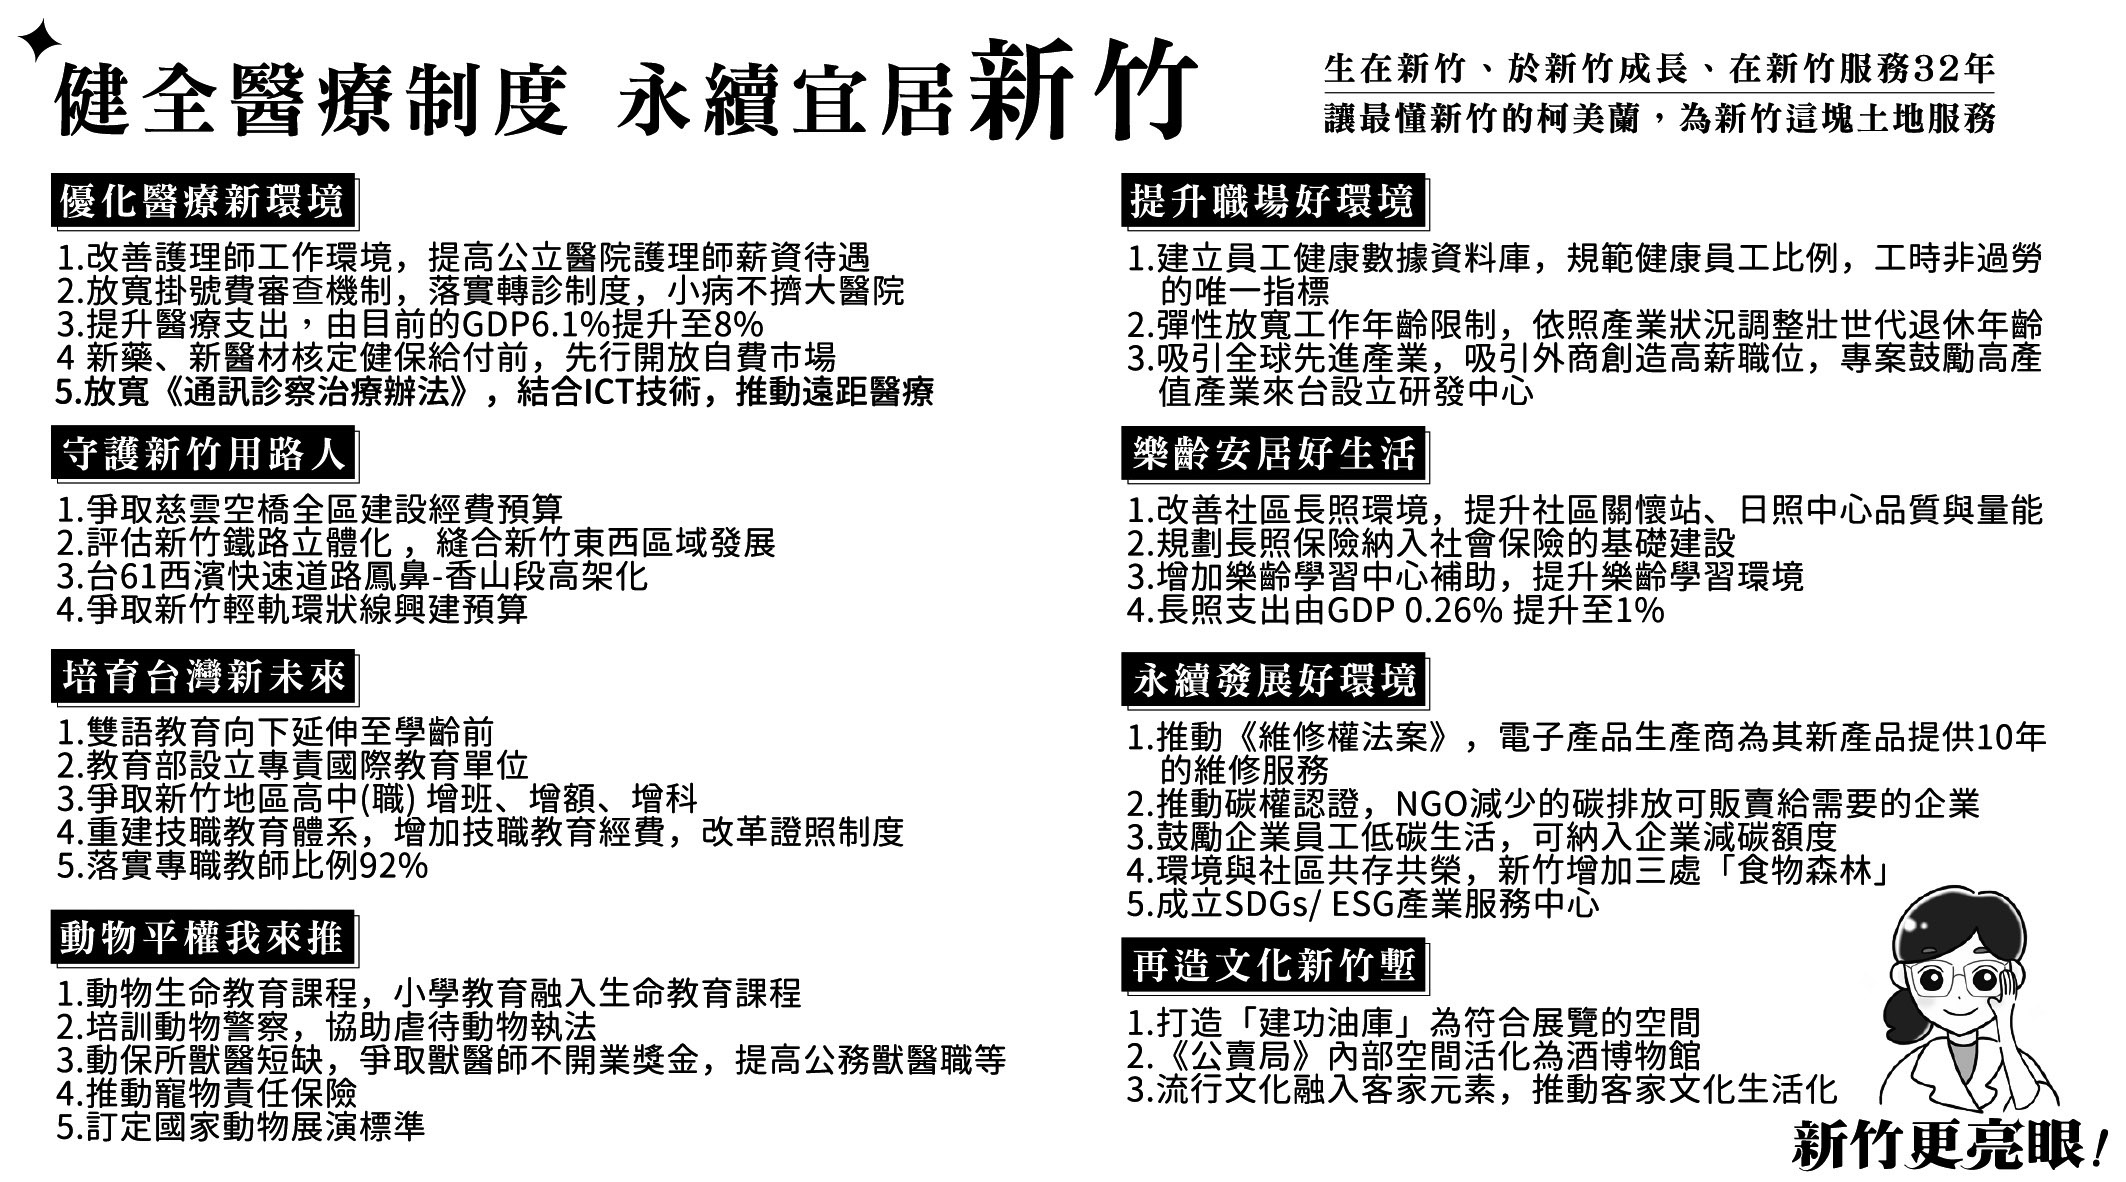 健全醫療制度 永續宜居新竹
生在新竹、於新竹成長、在新竹服務32年
讓最懂新竹的柯美蘭，為新竹這塊土地服務
優化醫療新環境
1.改善護理師工作環境，提高公立醫院護理師薪資待遇
2.放寬掛號費審查機制，落實轉診制度，小病不擠大醫院
3.提升醫療支出，由目前的GDP6.1%提升至8%
4 新藥、新醫材核定健保給付前，先行開放自費市場
5.放寬《通訊診察治療辦法》，結合ICT技術，推動遠距醫療
守護新竹用路人
1.爭取慈雲空橋全區建設經費預算
2.評估新竹鐵路立體化 ，縫合新竹東西區域發展
3.台61西濱快速道路鳳鼻-香山段高架化
4.爭取新竹輕軌環狀線興建預算
培育台灣新未來
1.雙語教育向下延伸至學齡前
2.教育部設立專責國際教育單位
3.爭取新竹地區高中(職) 增班、增額、增科
4.重建技職教育體系，增加技職教育經費，改革證照制度
5.落實專職教師比例92%
動物平權我來推
1.動物生命教育課程，小學教育融入生命教育課程
2.培訓動物警察，協助虐待動物執法
3.動保所獸醫短缺，爭取獸醫師不開業獎金，提高公務獸醫職等
4.推動寵物責任保險
5.訂定國家動物展演標準
提升職場好環境
1.建立員工健康數據資料庫，規範健康員工比例，工時非過勞
的唯一指標
2.彈性放寬工作年齡限制，依照產業狀況調整壯世代退休年齡
3.吸引全球先進產業，吸引外商創造高薪職位，專案鼓勵高產
值產業來台設立研發中心
樂齡安居好生活
1.改善社區長照環境，提升社區關懷站、日照中心品質與量能
2.規劃長照保險納入社會保險的基礎建設
3.增加樂齡學習中心補助，提升樂齡學習環境
4.長照支出由GDP 0.26% 提升至1%
永續發展好環境
1.推動《維修權法案》，電子產品生產商為其新產品提供10年
的維修服務
2.推動碳權認證，NGO減少的碳排放可販賣給需要的企業
3.鼓勵企業員工低碳生活，可納入企業減碳額度
4.環境與社區共存共榮，新竹增加三處「食物森林」
5.成立SDGs/ ESG產業服務中心
再造文化新竹塹
1.打造「建功油庫」為符合展覽的空間
2.《公賣局》內部空間活化為酒博物館
3.流行文化融入客家元素，推動客家文化生活化
新竹更亮眼!